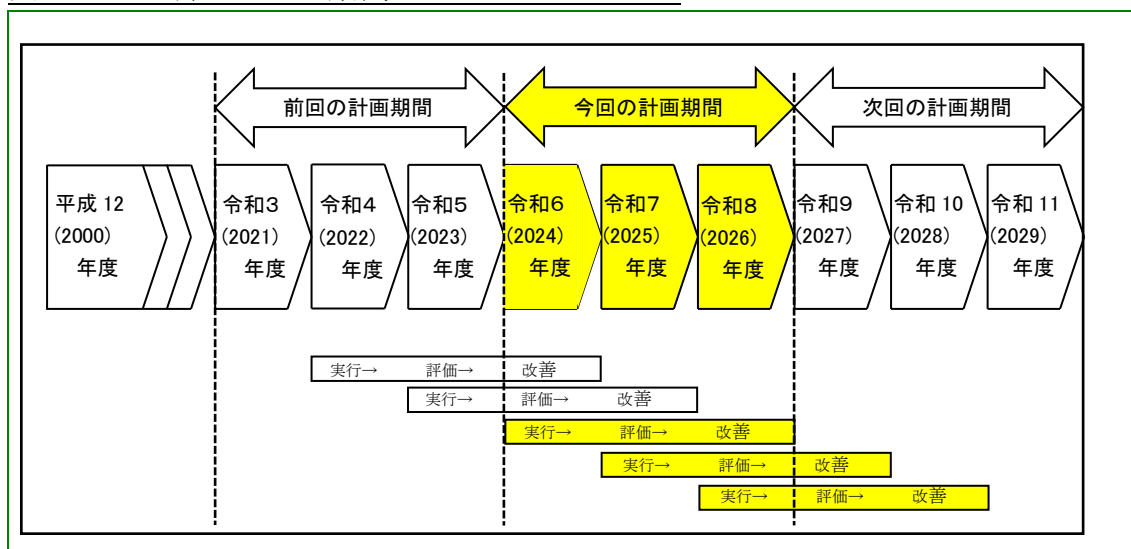 前回の計画期間
今回の計画期間
次回の計画期間
平成 12
(2000)
年度
令和3
(2021)
年度
令和4
(2022)
年度
令和5
(2023)
年度
令和6
(2024)
年度
令和7
(2025)
年度
令和8
(2026)
年度
令和9
(2027)
年度
令和 10
(2028)
年度
令和 11
(2029)
年度
実行→ 評価→ 改善
実行→ 評価→ 改善
実行→ 評価→ 改善
実行→ 評価→ 改善
実行→ 評価→ 改善